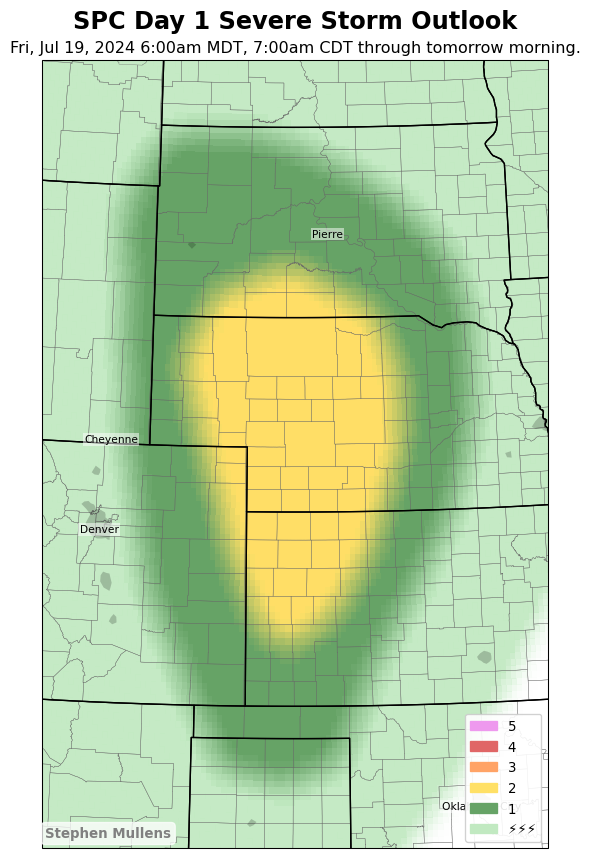 SPC Day 1 Severe Storm Outlook
Fri, Jul 19, 2024 6:00am MDT, 7:00am CDT through tomorrow morning.
Pierre
Cheyenne
Denver
5
4
3
2
1
Okla
⚡⚡⚡
Stephen Mullens